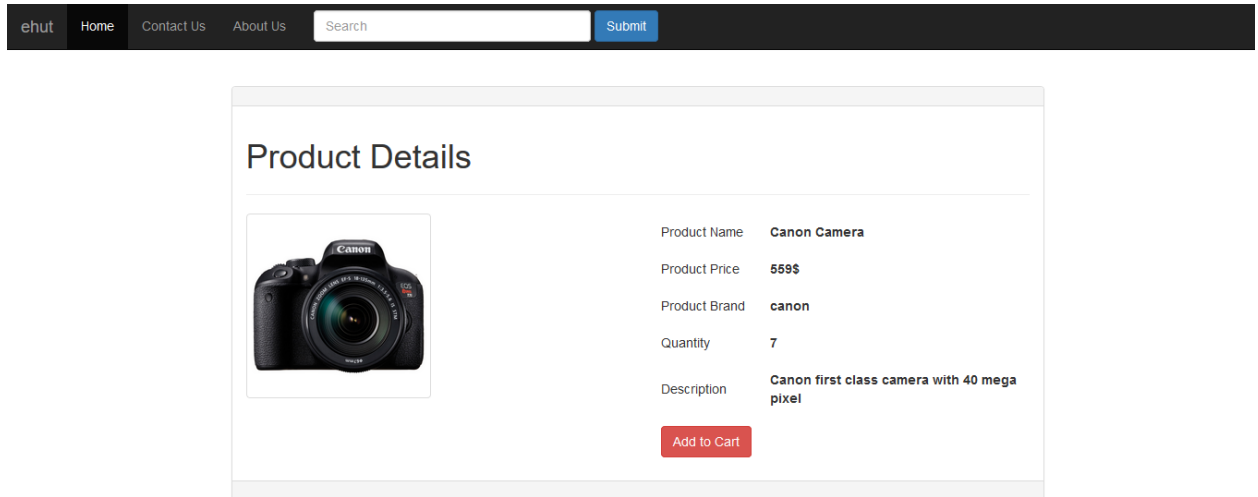 ehut Home Contact Us About Us Search Submit
Product Details
Canon
EOS
Product Name Canon Camera
Product Price 559$
Product Brand canon
Quantity 7
Description Canon first class camera with 40 mega
pixel
Add to Cart